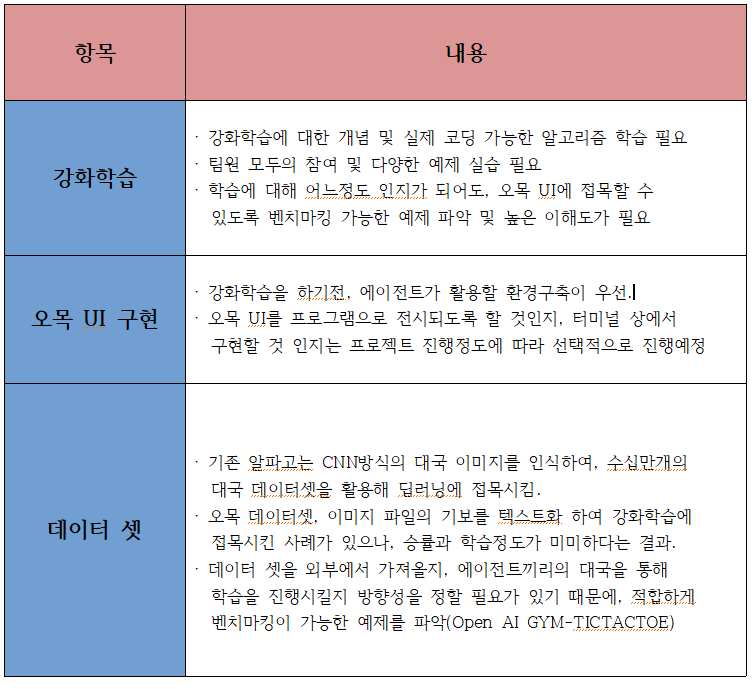 항목
내용
강화학습
· 강화학습에 대한 개념 및 실제 코딩 가능한 알고리즘 학습 필요
· 팀원 모두의 참여 및 다양한 예제 실습 필요
· 학습에 대해 어느정도 인지가 되어도, 오목 UI에 접목할 수
있도록 벤치마킹 가능한 예제 파악 및 높은 이해도가 필요
오목 UI 구현
· 강화학습을 하기전, 에이전트가 활용할 환경구축이 우선.
· 오목 UI를 프로그램으로 전시되도록 할 것인지, 터미널 상에서
구현할 것 인지는 프로젝트 진행정도에 따라 선택적으로 진행예정
데이터 셋
· 기존 알파고는 CNN방식의 대국 이미지를 인식하여, 수십만개의
대국 데이터셋을 활용해 딥러닝에 접목시킴.
· 오목 데이터셋, 이미지 파일의 기보를 텍스트화 하여 강화학습에
접목시킨 사례가 있으나, 승률과 학습정도가 미미하다는 결과.
· 데이터 셋을 외부에서 가져올지, 에이전트끼리의 대국을 통해
학습을 진행시킬지 방향성을 정할 필요가 있기 때문에, 적합하게
벤치마킹이 가능한 예제를 파악(Open AI GYM-TICTACTOE)